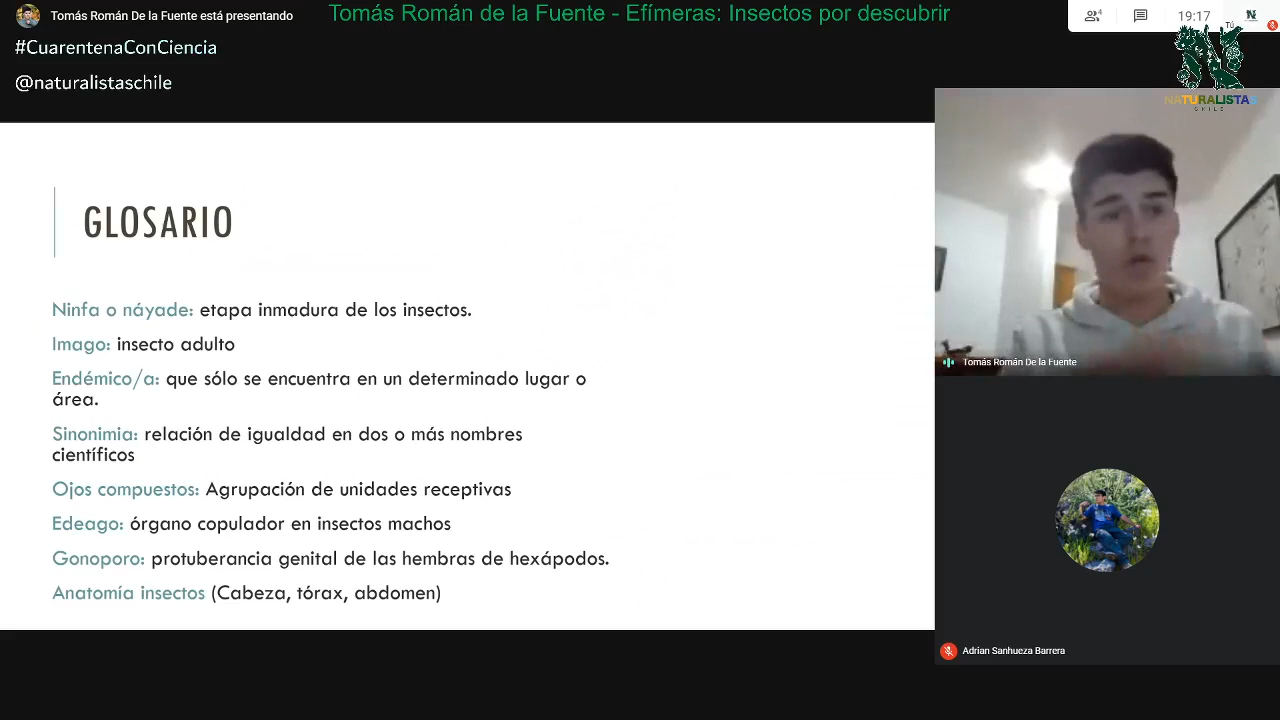 Tomás Román De la Fuente está presentando
Tomás Román de la Fuente - Efímeras: Insectos por descubrir
4
19:17
Tú
#CuarentenaConCiencia
@naturalistaschile
NATURALISTAS
CHILE
GLOSARIO
Ninfa o náyade: etapa inmadura de los insectos.
Imago: insecto adulto
Endémico/a: que sólo se encuentra en un determinado lugar o
área.
Sinonimia: relación de igualdad en dos o más nombres
científicos
Ojos compuestos: Agrupación de unidades receptivas
Edeago: órgano copulador en insectos machos
Gonoporo: protuberancia genital de las hembras de hexápodos.
Anatomía insectos (Cabeza, tórax, abdomen)
Tomás Román De la Fuente
Adrian Sanhueza Barrera